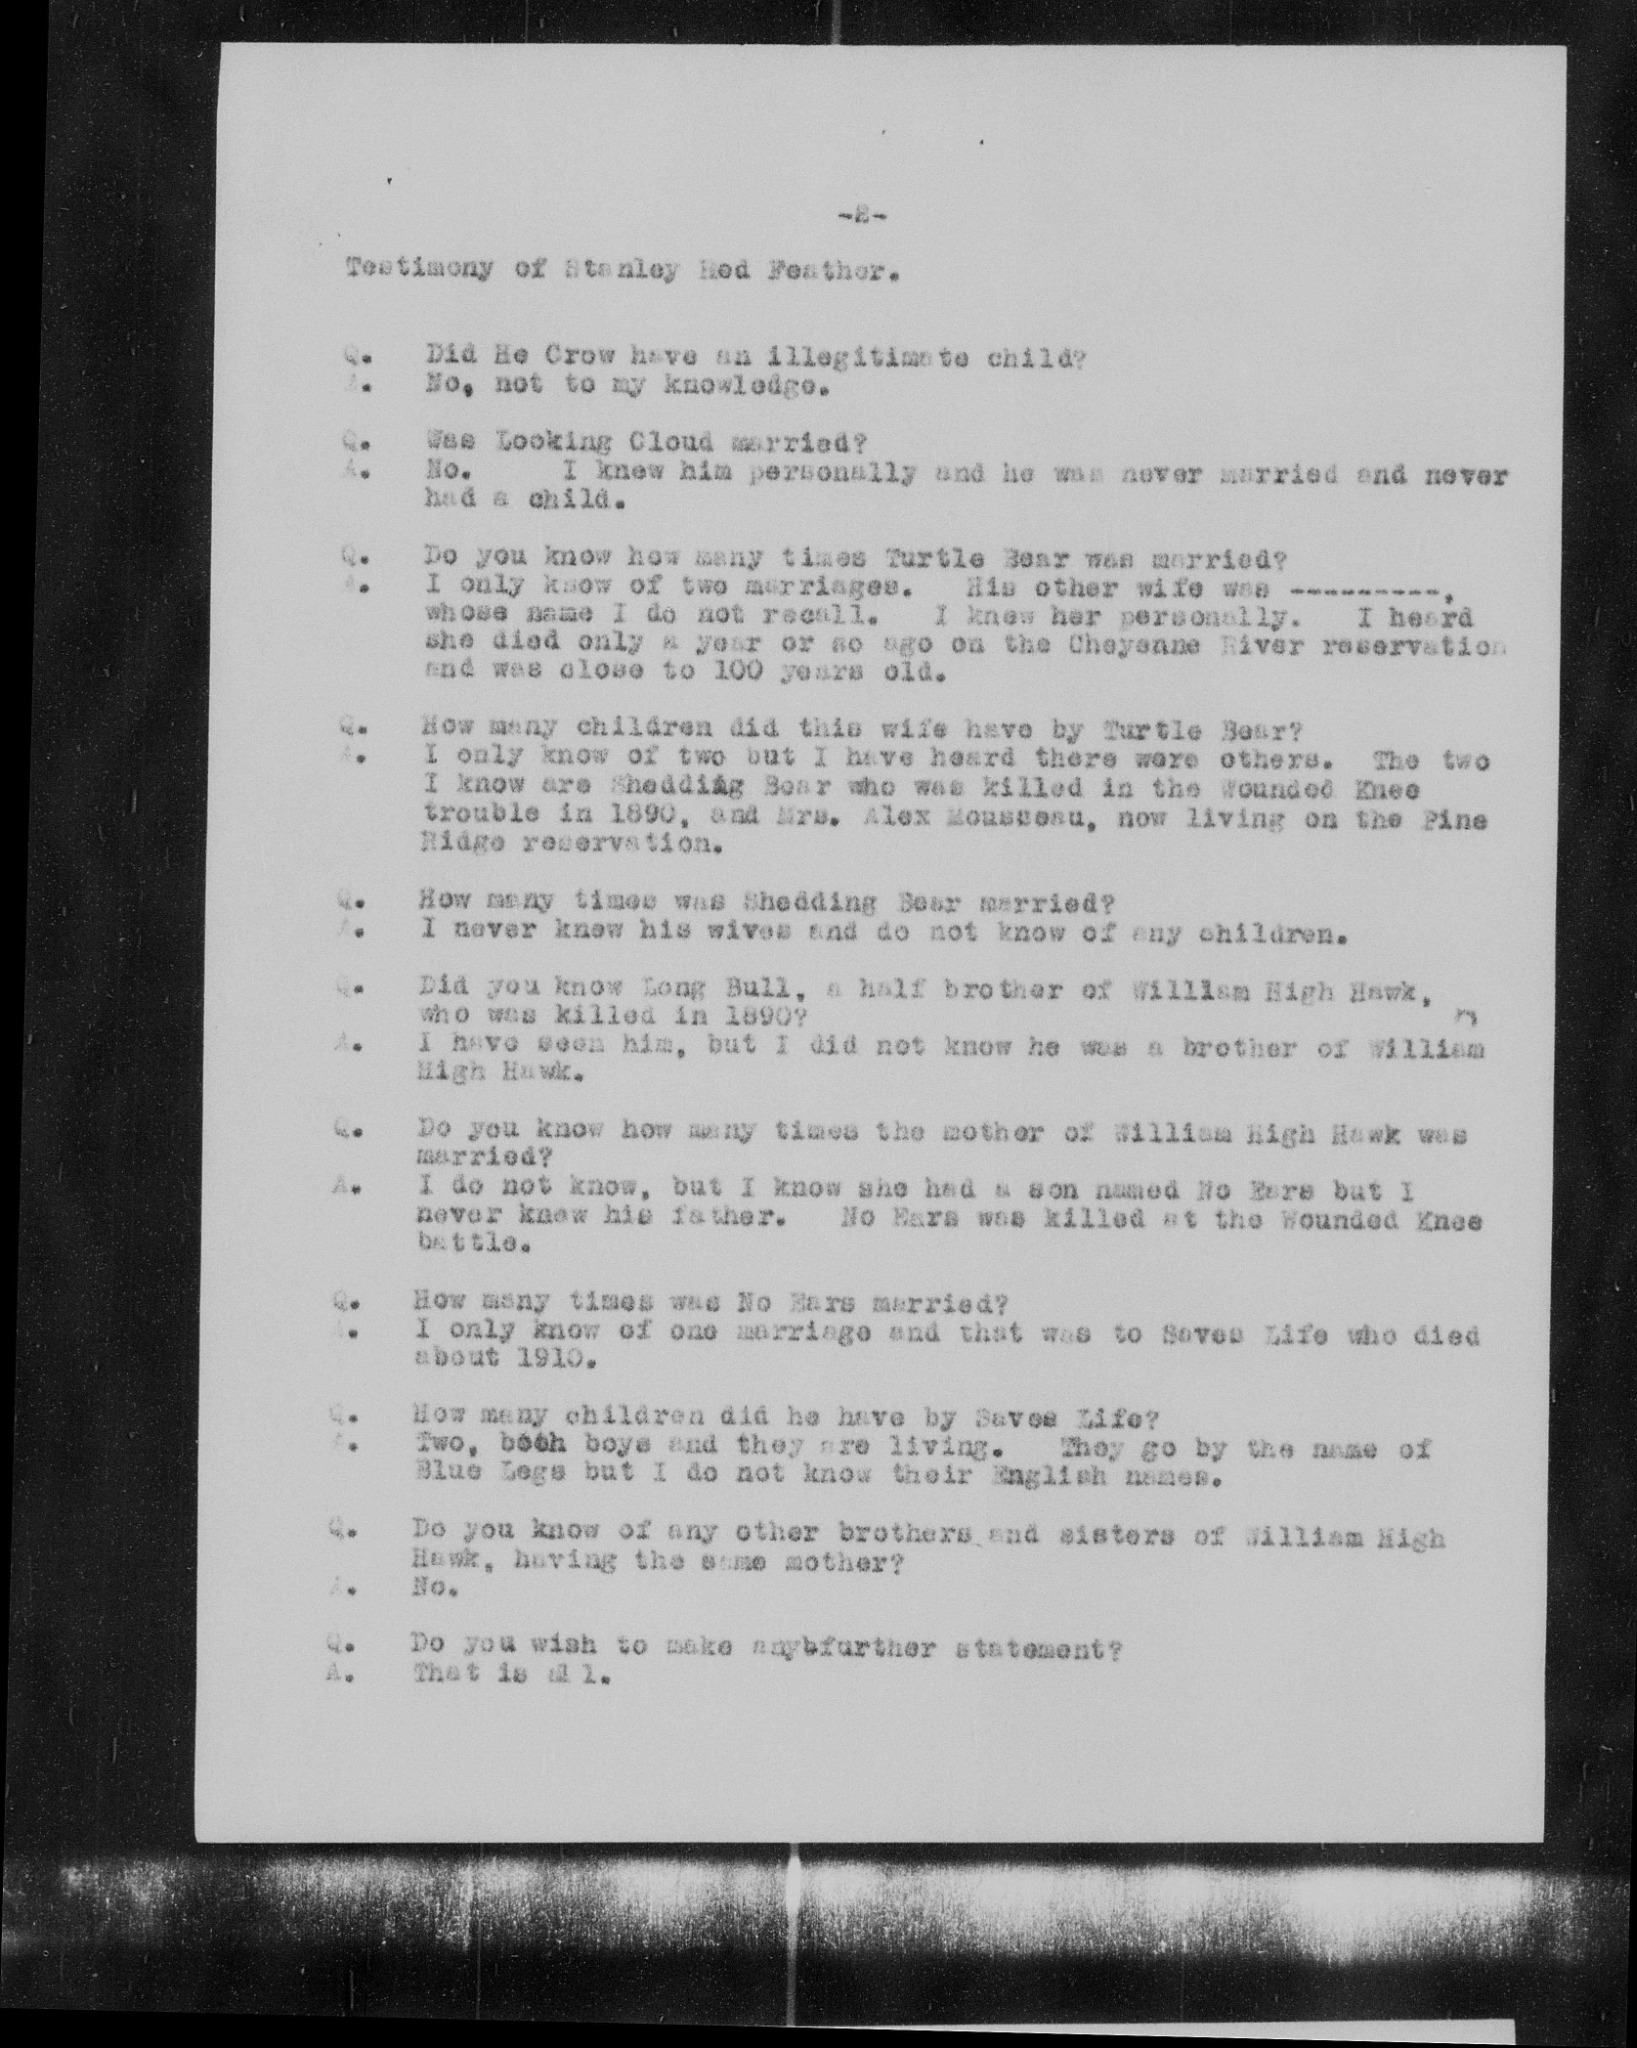 -2-
Testimony of Stanley Red Feather.
Q. Did He Crow have an illegitimate child?
A. No, not to my knowledge.
Q. Was Looking Cloud married?
A. No. I knew him personally and he was never married and never
had a child.
Q. Do you know how many times Turtle Bear was married?
A. I only know of two marriages. His other wife was ---------,
whose name I do not recall. I knew her personally. I heard
she died only a year or so ago on the Cheyenne River reservation
and was close to 100 years old.
Q. How many children did this wife have by Turtle Bear?
A. I only know of two but I have heard there were others. The two
I know are Shedding Bear who was killed in the Wounded Knee
trouble in 1890, and Mrs. Alex Mousseau, now living on the Pine
Ridge reservation.
Q. How many times was Shedding Bear married?
A. I never knew his wives and do not know of any children.
Q. Did you know Long Bull, a half brother of William High Hawk,
who was killed in 1890?
A. I have seen him, but I did not know he was a brother of William
High Hawk.
Q. Do you know how many times the mother of William High Hawk was
married?
A. I do not know, but I know she had a son named No Ears but I
never knew his father. No Ears was killed at the Wounded Knee
battle.
Q. How many times was No Ears married?
A. I only know of one marriage and that was to Saves Life who died
about 1910.
Q. How many children did he have by Saves Life?
A. Two, both boys and they are living. They go by the name of
Blue Legs but I do not know their English names.
Q. Do you know of any other brothers and sisters of William High
Hawk, having the same mother?
A. No.
Q. Do you wish to make anybfurther statement?
A. That is al l.